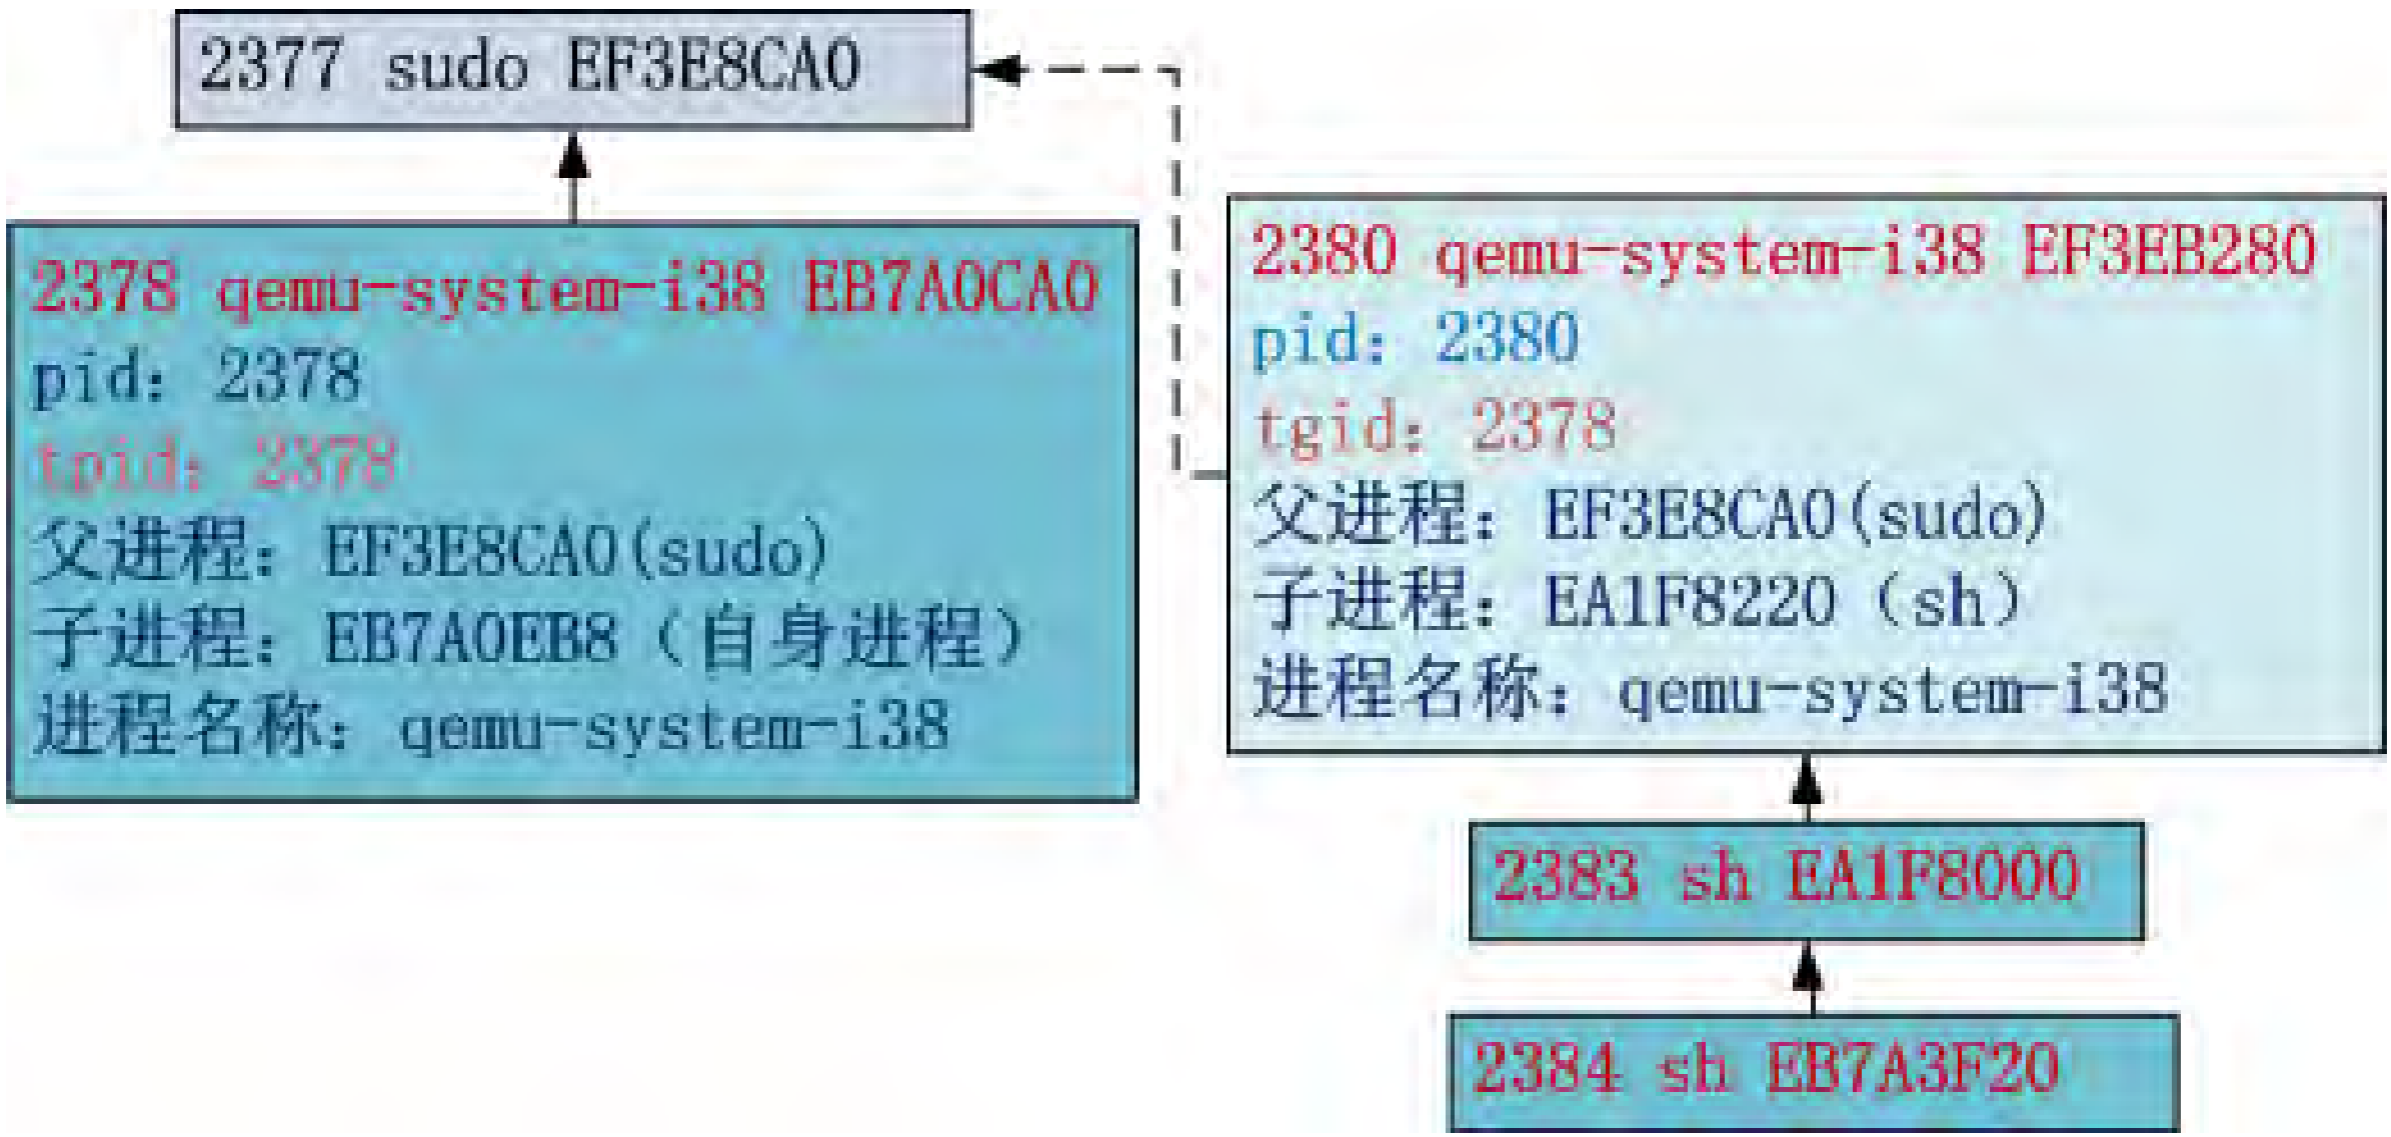 2377 sudo EF3E8CA0
2378 qemu-system-i38 EB7A0CA0
pid: 2378
tpid: 2378
父进程: EF3E8CA0(sudo)
子进程: EB7A0EB8（自身进程）
进程名称: qemu-system-i38
2380 qemu-system-i38 EF3EB280
pid: 2380
tgid: 2378
父进程: EF3E8CA0(sudo)
子进程: EA1F8220（sh）
进程名称: qemu-system-i38
2383 sh EA1F8000
2384 sh EB7A3F20